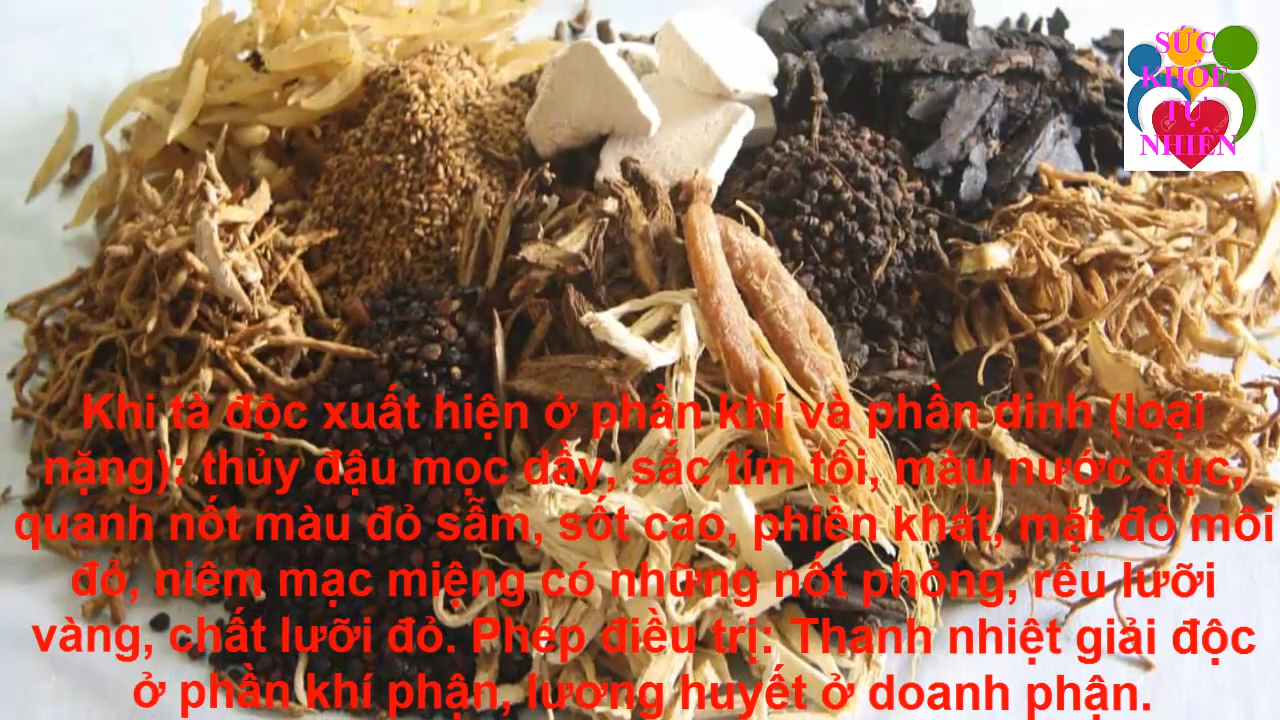 SỨC
KHỎE
TỰ
NHIÊN
Khi tà độc xuất hiện ở phần khí và phần dinh (loại
nặng): thủy đậu mọc dầy, sắc tím tối, màu nước đục,
quanh nốt màu đỏ sẫm, sốt cao, phiền khát, mặt đỏ môi
đỏ, niêm mạc miệng có những nốt phỏng, rêu lưỡi
vàng, chất lưỡi đỏ. Phép điều trị: Thanh nhiệt giải độc
ở phần khí phận, lương huyết ở doanh phận.